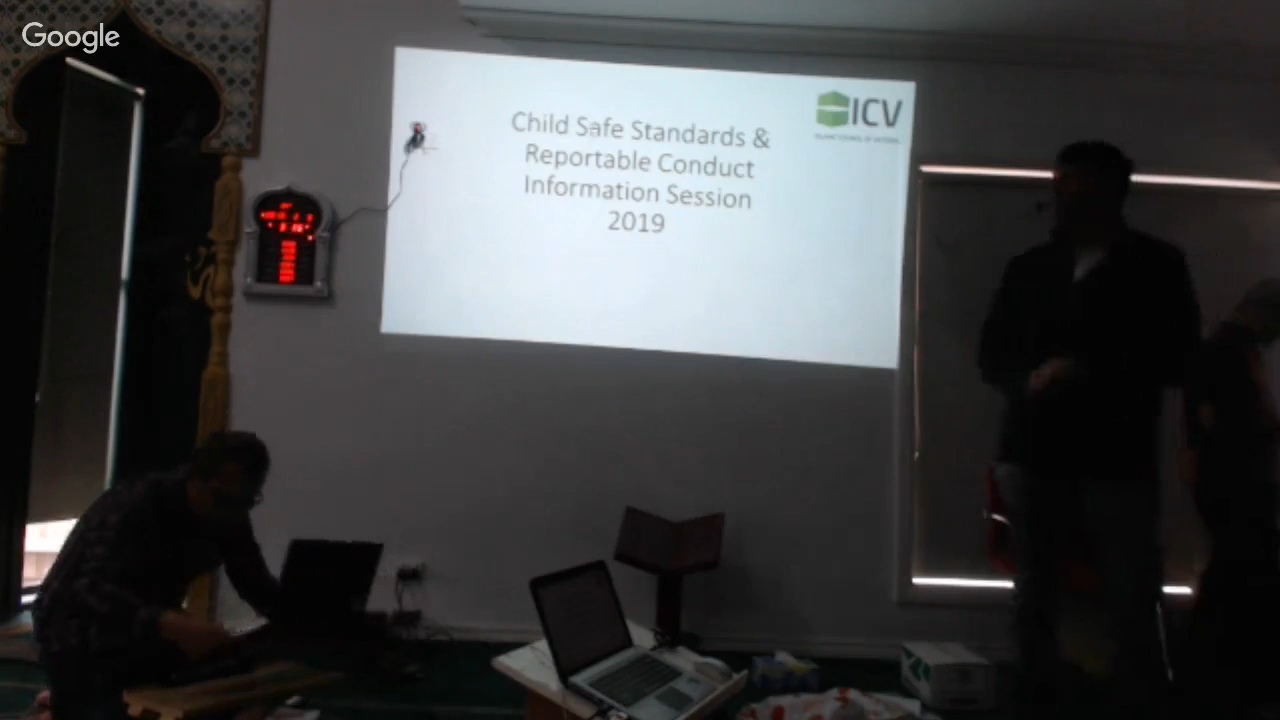 Google
ICV
Child Safe Standards &
Reportable Conduct
Information Session
2019